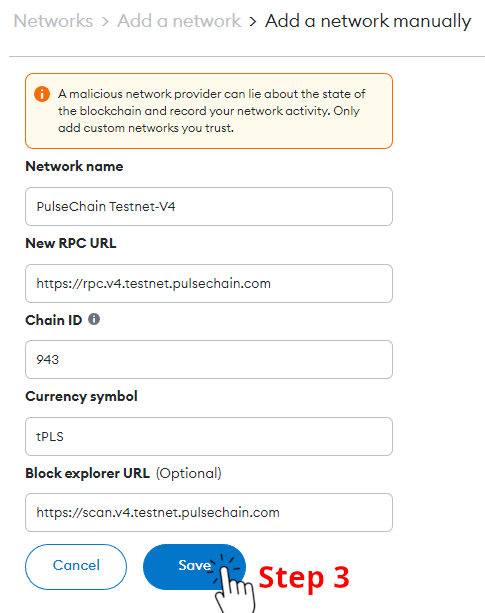 Networks > Add a network > Add a network manually
A malicious network provider can lie about the state of
the blockchain and record your network activity. Only
add custom networks you trust.
Network name
PulseChain Testnet-V4
New RPC URL
https://rpc.v4.testnet.pulsechain.com
Chain ID
943
Currency symbol
tPLS
Block explorer URL (Optional)
https://scan.v4.testnet.pulsechain.com
Cancel
Save
Step 3